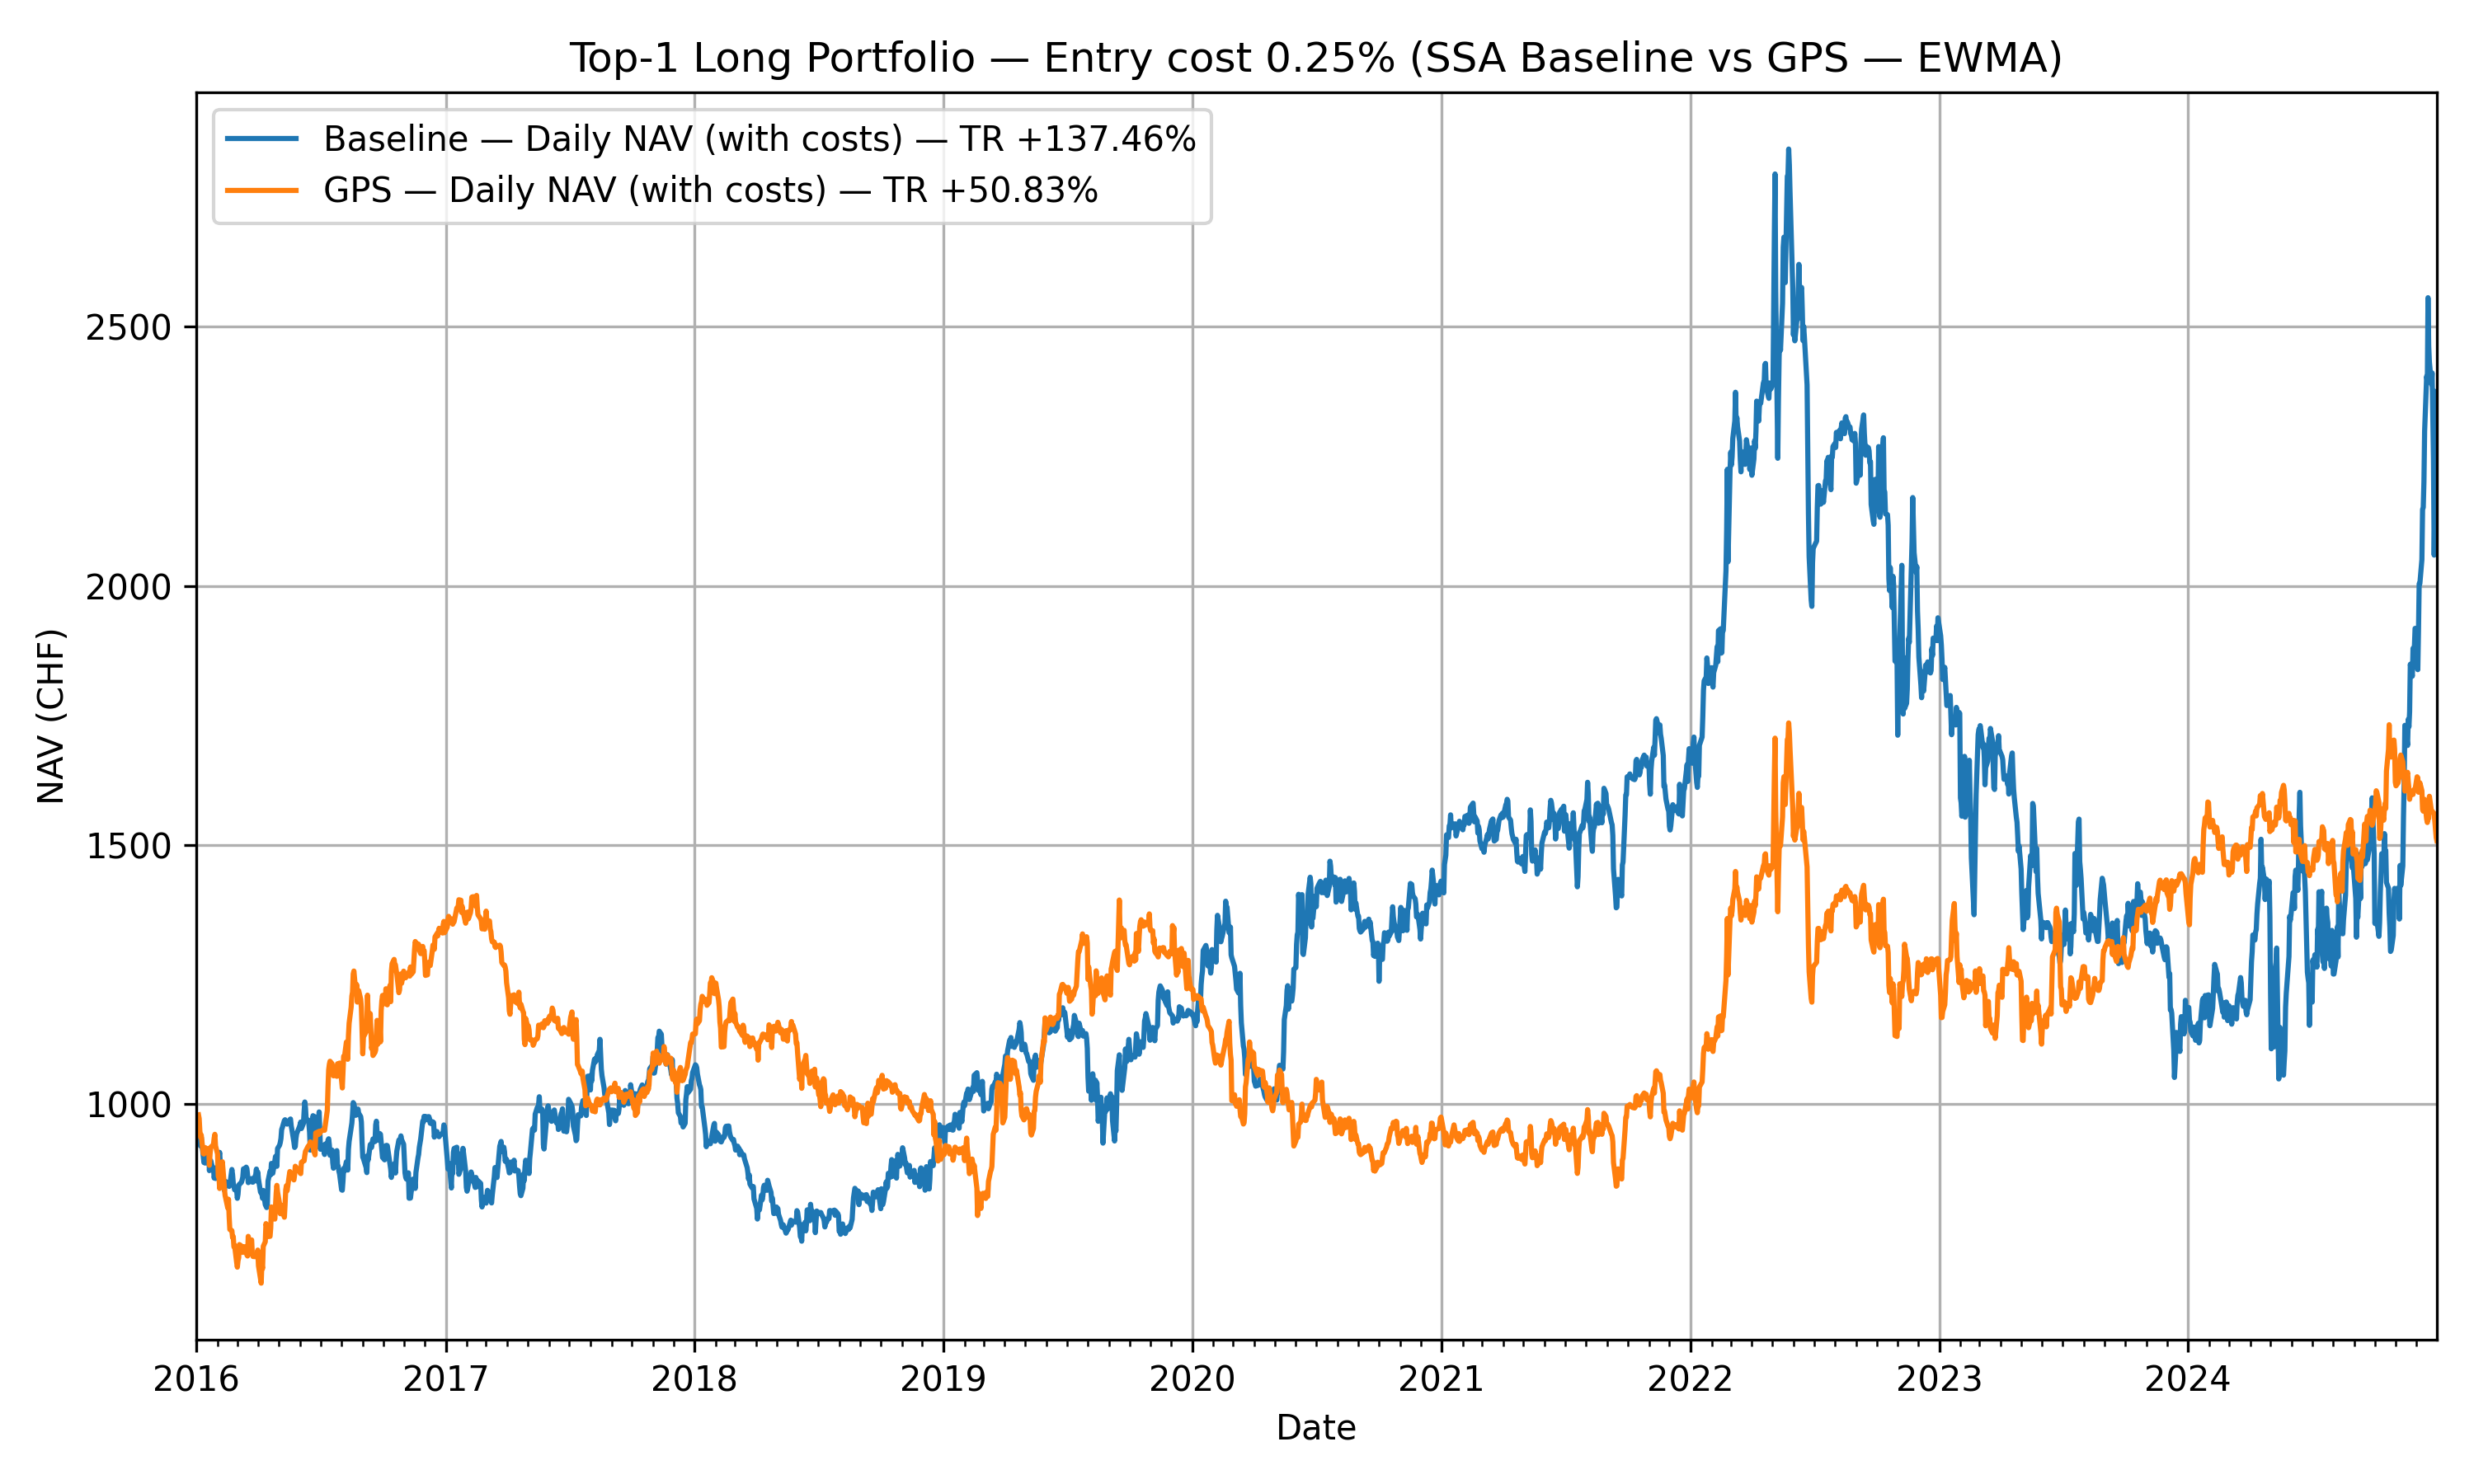 Top-1 Long Portfolio — Entry cost 0.25% (SSA Baseline vs GPS — EWMA)
Baseline — Daily NAV (with costs) — TR +137.46%
GPS — Daily NAV (with costs) — TR +50.83%
NAV (CHF)
2500
2000
1500
1000
2016 2017 2018 2019 2020 2021 2022 2023 2024
Date